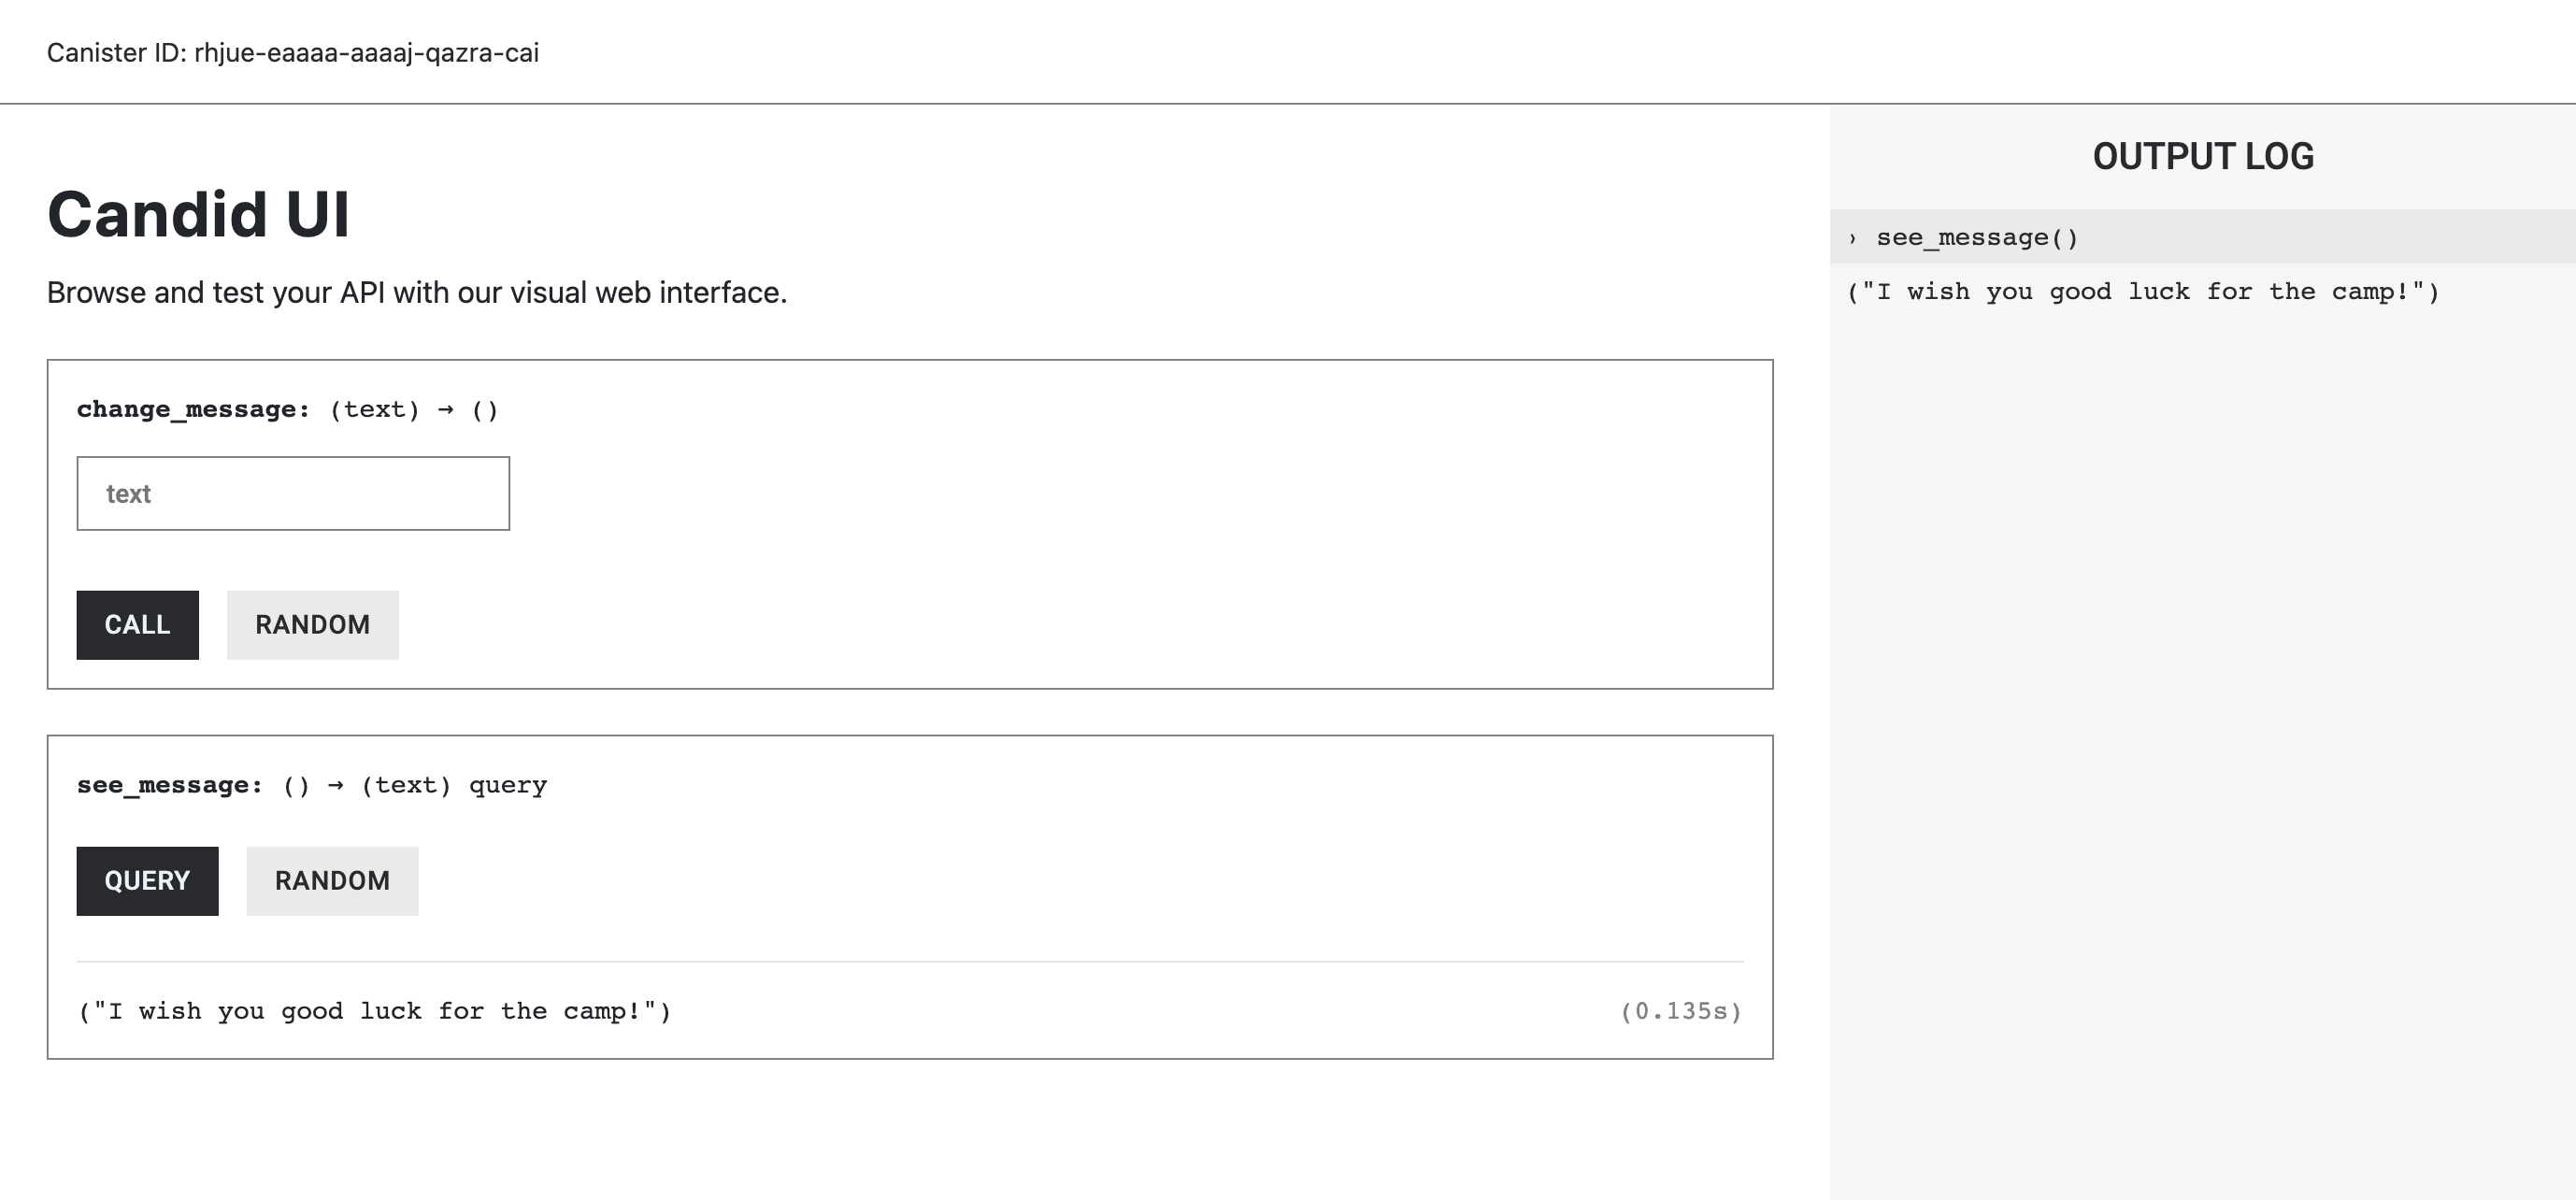 Canister ID: rhjue-eaaaa-aaaaj-qazra-cai
Candid UI
Browse and test your API with our visual web interface.
change_message: (text) → ()
text
CALL RANDOM
see_message: () → (text) query
QUERY RANDOM
("I wish you good luck for the camp!") (0.135s)
OUTPUT LOG
› see_message()
("I wish you good luck for the camp!")